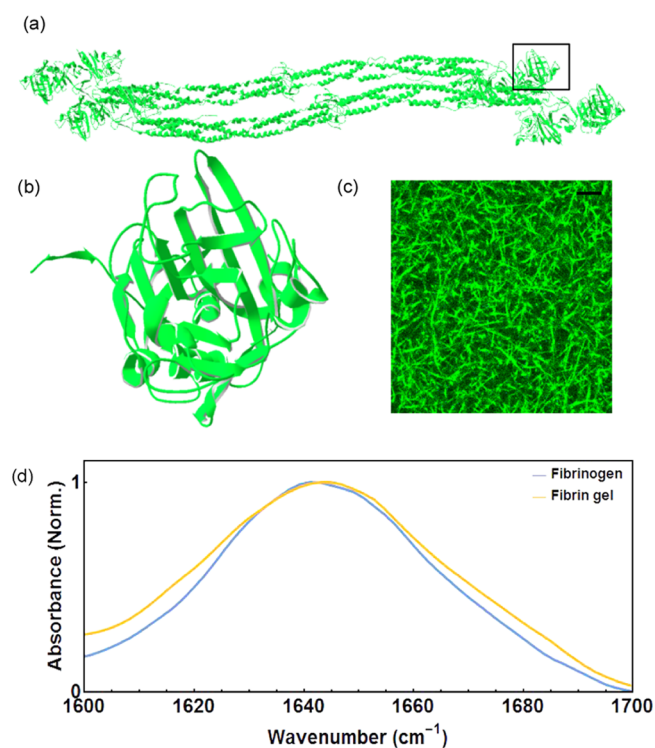 (a)
(b)
(c)
(d)
Fibrinogen
Fibrin gel
Absorbance (Norm.)
1
0
1600 1620 1640 1660 1680 1700
Wavenumber (cm⁻¹)